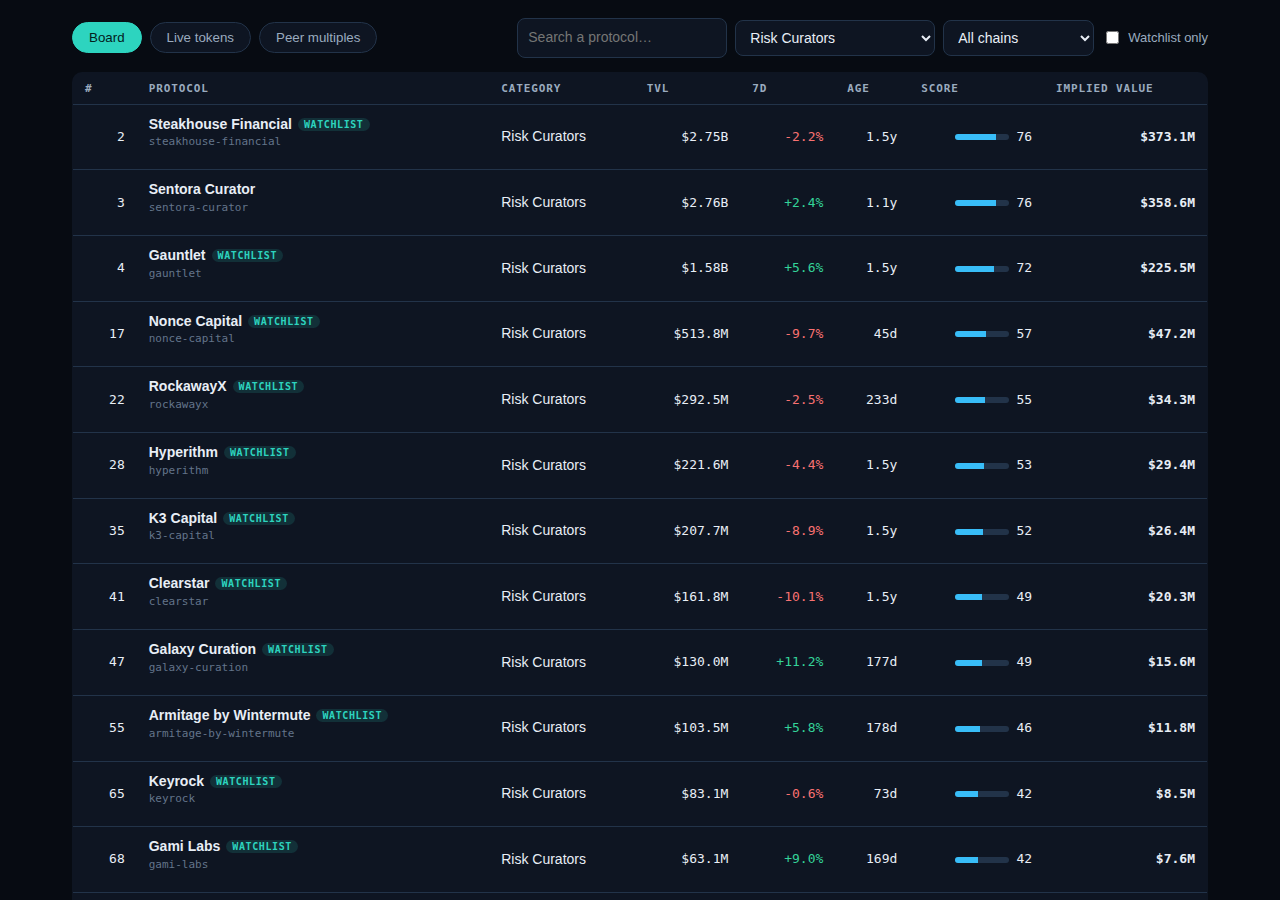 Board Live tokens Peer multiples Search a protocol… Risk Curators All chains Watchlist only
# PROTOCOL CATEGORY TVL 7D AGE SCORE IMPLIED VALUE
2 Steakhouse Financial WATCHLIST Risk Curators $2.75B -2.2% 1.5y 76 $373.1M
steakhouse-financial
3 Sentora Curator Risk Curators $2.76B +2.4% 1.1y 76 $358.6M
sentora-curator
4 Gauntlet WATCHLIST Risk Curators $1.58B +5.6% 1.5y 72 $225.5M
gauntlet
17 Nonce Capital WATCHLIST Risk Curators $513.8M -9.7% 45d 57 $47.2M
nonce-capital
22 RockawayX WATCHLIST Risk Curators $292.5M -2.5% 233d 55 $34.3M
rockawayx
28 Hyperithm WATCHLIST Risk Curators $221.6M -4.4% 1.5y 53 $29.4M
hyperithm
35 K3 Capital WATCHLIST Risk Curators $207.7M -8.9% 1.5y 52 $26.4M
k3-capital
41 Clearstar WATCHLIST Risk Curators $161.8M -10.1% 1.5y 49 $20.3M
clearstar
47 Galaxy Curation WATCHLIST Risk Curators $130.0M +11.2% 177d 49 $15.6M
galaxy-curation
55 Armitage by Wintermute WATCHLIST Risk Curators $103.5M +5.8% 178d 46 $11.8M
armitage-by-wintermute
65 Keyrock WATCHLIST Risk Curators $83.1M -0.6% 73d 42 $8.5M
keyrock
68 Gami Labs WATCHLIST Risk Curators $63.1M +9.0% 169d 42 $7.6M
gami-labs